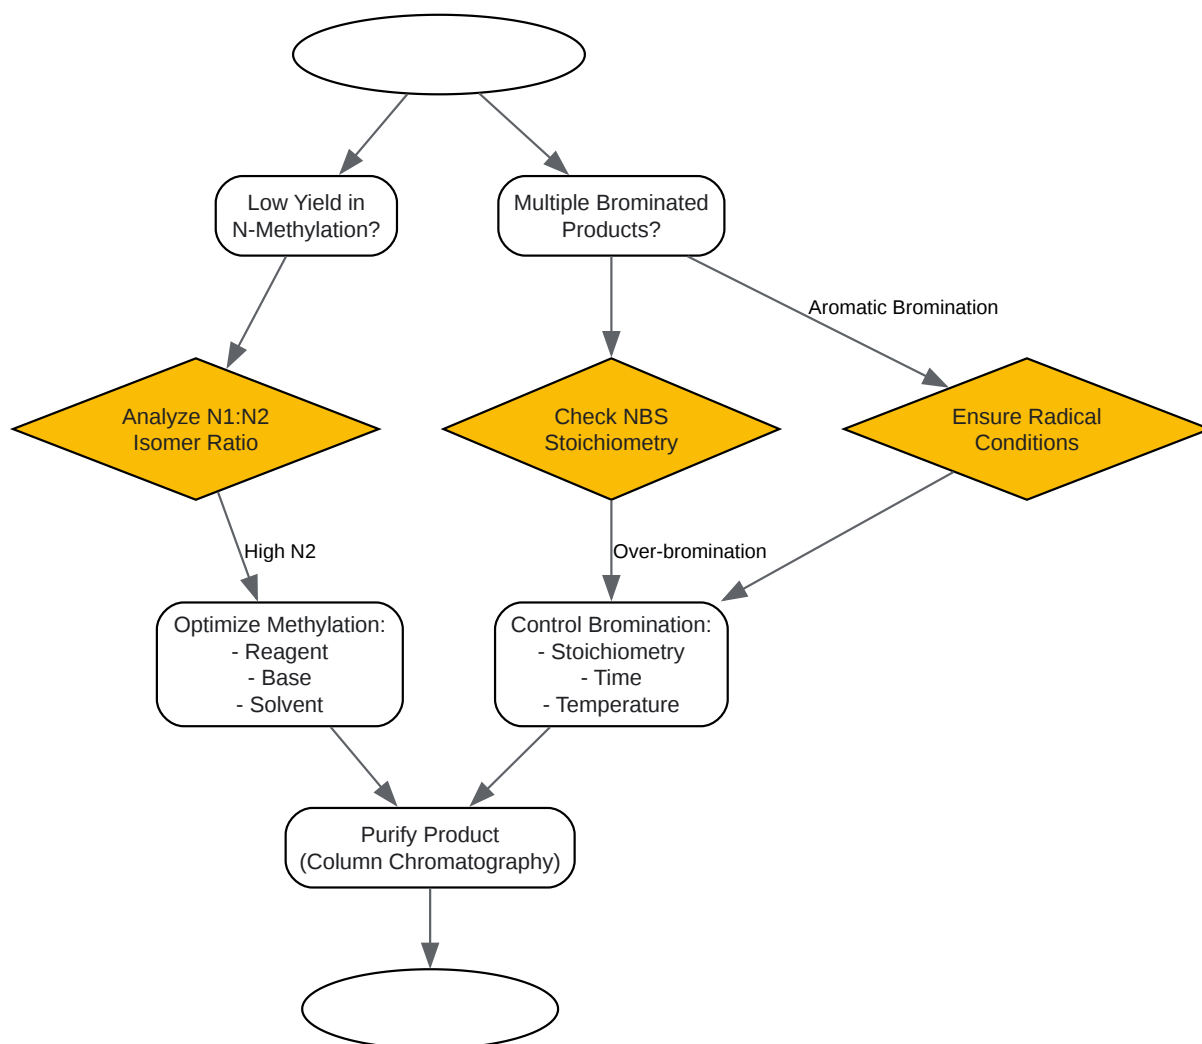 Low Yield in
N-Methylation?
Multiple Brominated
Products?
Aromatic Bromination
Analyze N1:N2
Isomer Ratio
Check NBS
Stoichiometry
Ensure Radical
Conditions
High N2
Over-bromination
Optimize Methylation:
- Reagent
- Base
- Solvent
Control Bromination:
- Stoichiometry
- Time
- Temperature
Purify Product
(Column Chromatography)